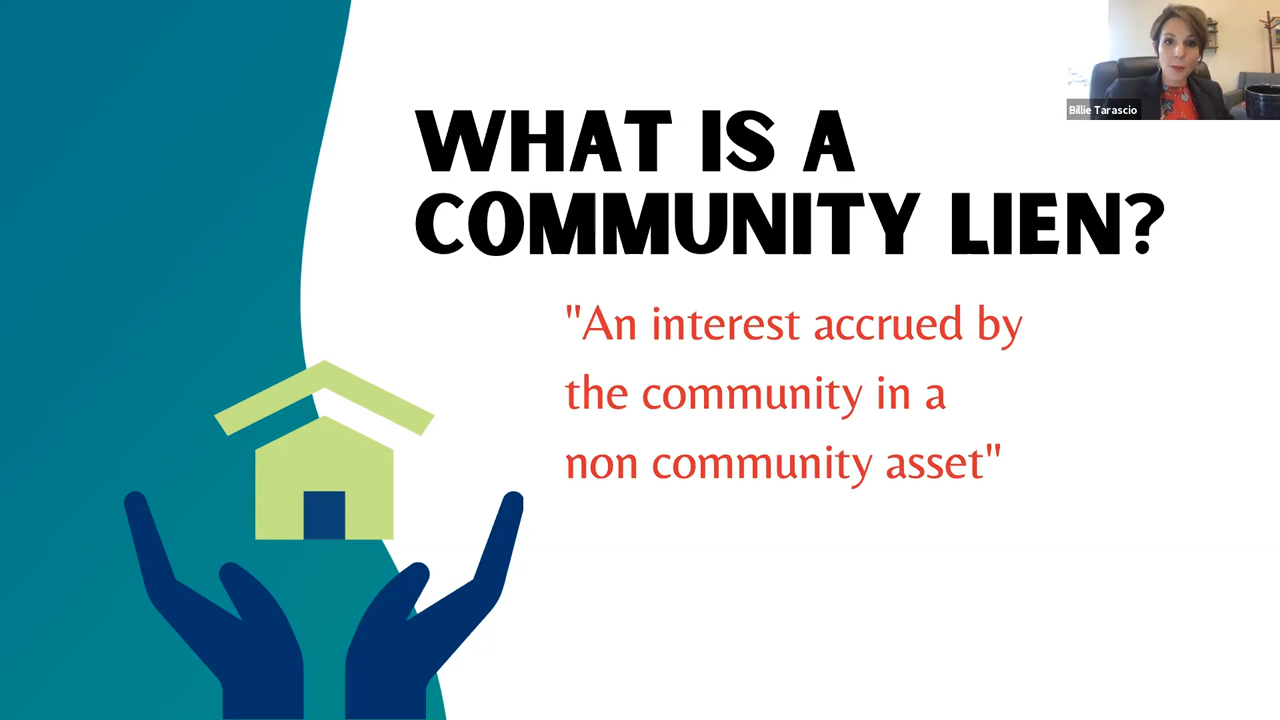 Billie Tarascio
WHAT IS A
COMMUNITY LIEN?
"An interest accrued by
the community in a
non community asset"